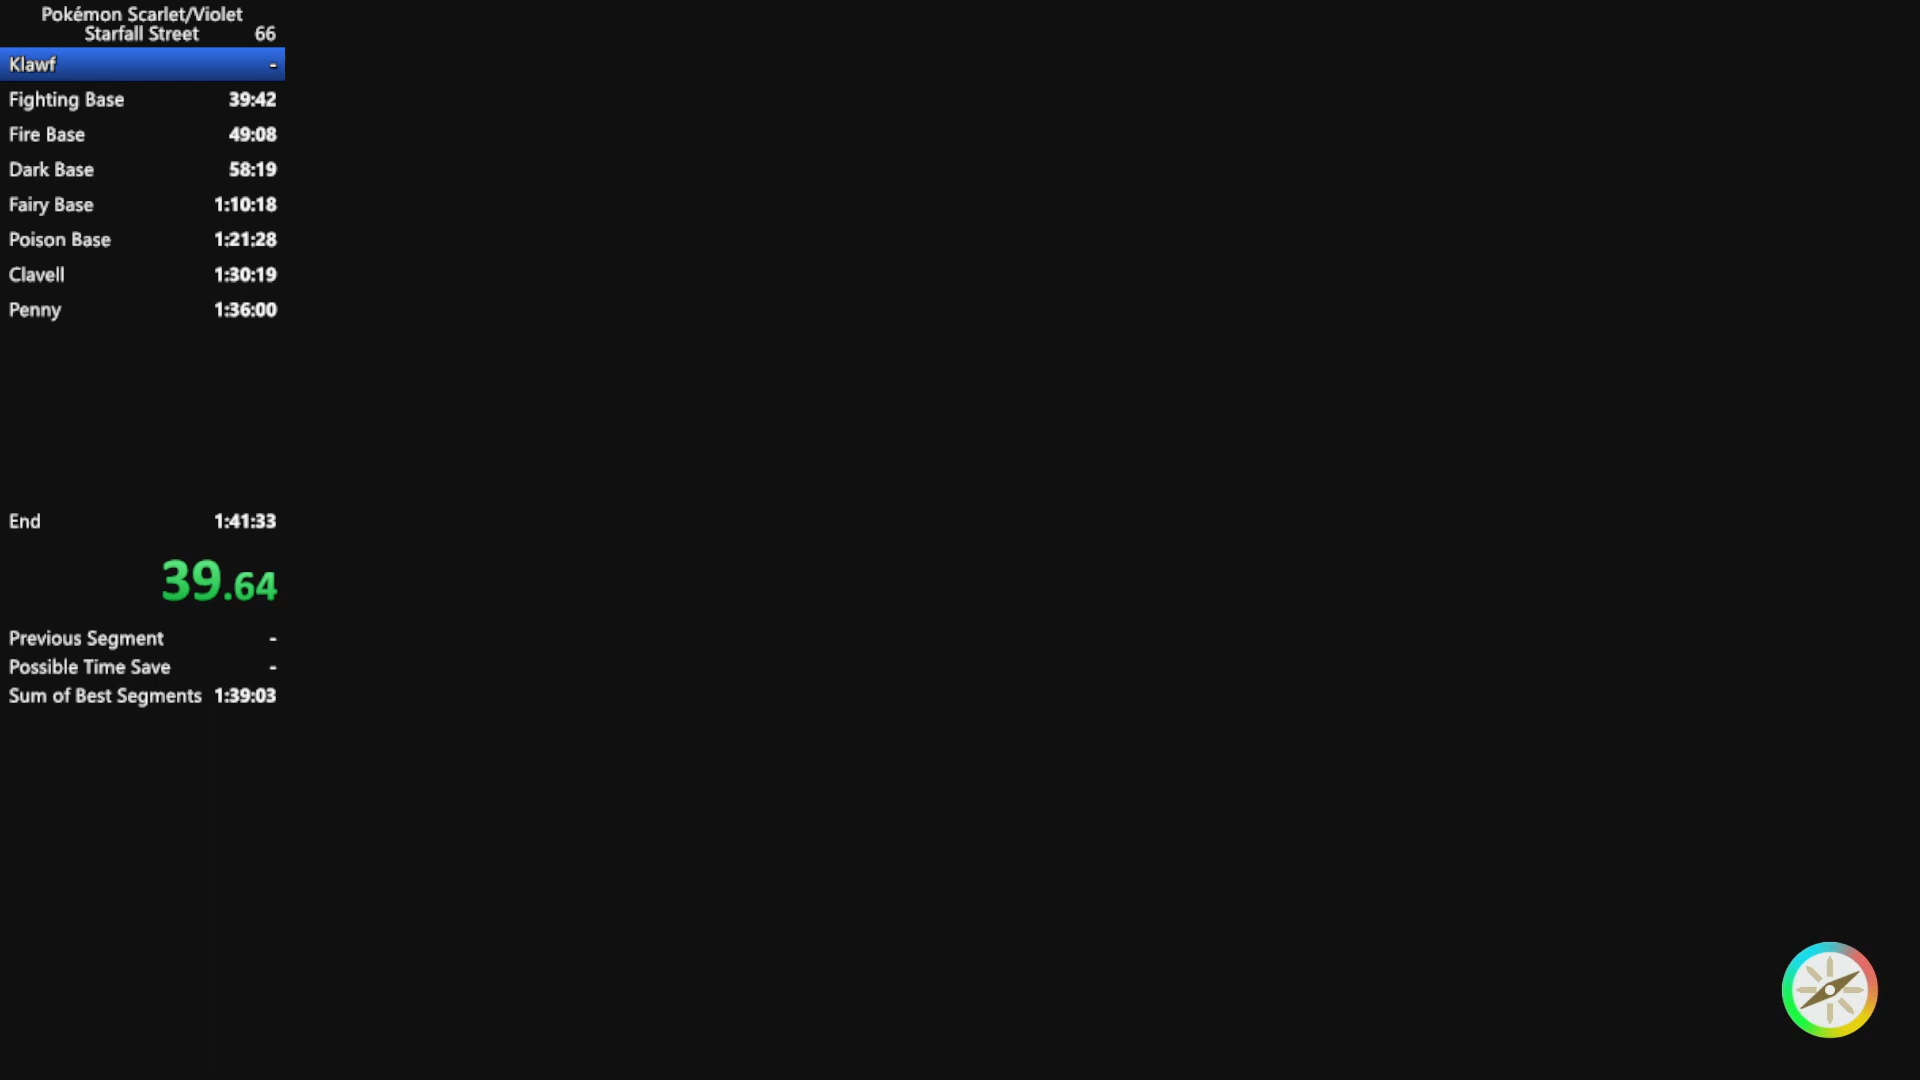 Pokémon Scarlet/Violet
Starfall Street 66
Klawf -
Fighting Base 39:42
Fire Base 49:08
Dark Base 58:19
Fairy Base 1:10:18
Poison Base 1:21:28
Clavell 1:30:19
Penny 1:36:00
End 1:41:33
39.64
Previous Segment -
Possible Time Save -
Sum of Best Segments 1:39:03